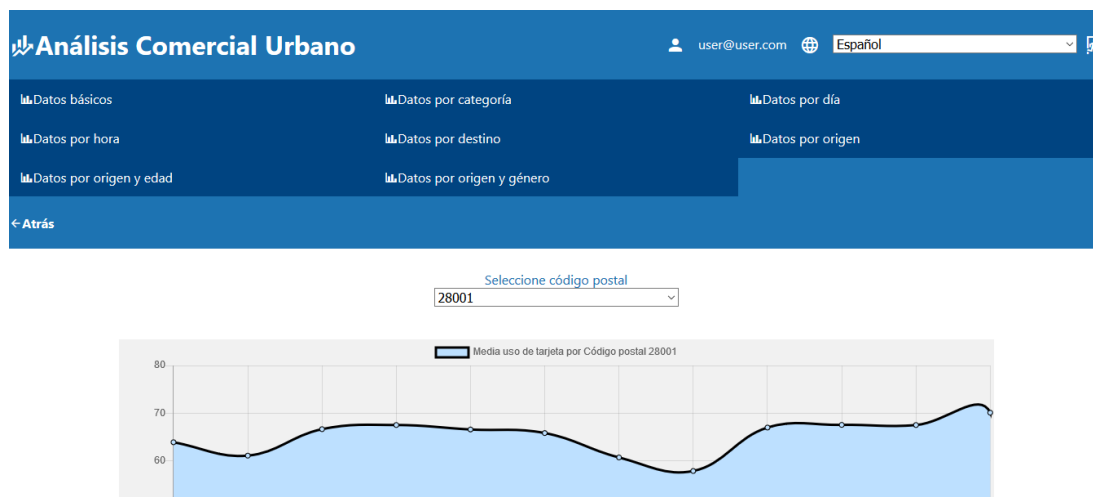 Análisis Comercial Urbano
user@user.com
Español
Datos básicos
Datos por categoría
Datos por día
Datos por hora
Datos por destino
Datos por origen
Datos por origen y edad
Datos por origen y género
←Atrás
Seleccione código postal
28001
Media uso de tarjeta por Código postal 28001
80
70
60